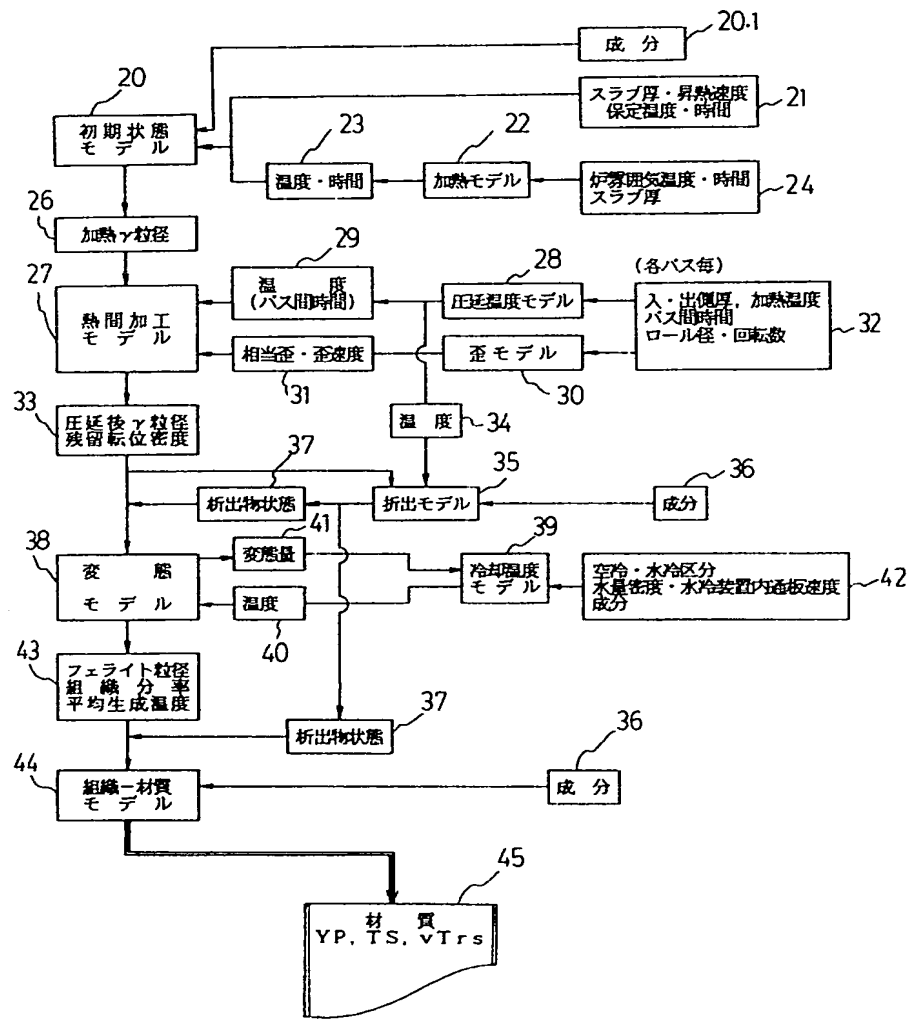 20・1
成 分
20
初期状態
モデル
スラブ厚・昇熱速度
保定温度・時間
21
23
温度・時間
22
加熱モデル
炉雰囲気温度・時間
スラブ厚
24
26
加熱γ粒径
27
熱間加工
モデル
29
温 度
(パス間時間)
28
圧延温度モデル
(各パス毎)
入・出側厚，加熱温度
パス間時間
ロール径・回転数
32
相当歪・歪速度
31
歪モデル
30
33
圧延後γ粒径
残留転位密度
温 度
34
37
析出物状態
35
析出モデル
36
成分
38
変 態
モ デ ル
41
変態量
温度
40
39
冷却温度
モデル
空冷・水冷区分
水量密度・水冷装置内通板速度
成分
42
43
フェライト粒径
組織分率
平均生成温度
37
析出物状態
44
組織－材質
モ デ ル
36
成 分
45
材 質
YP, TS, vTrs